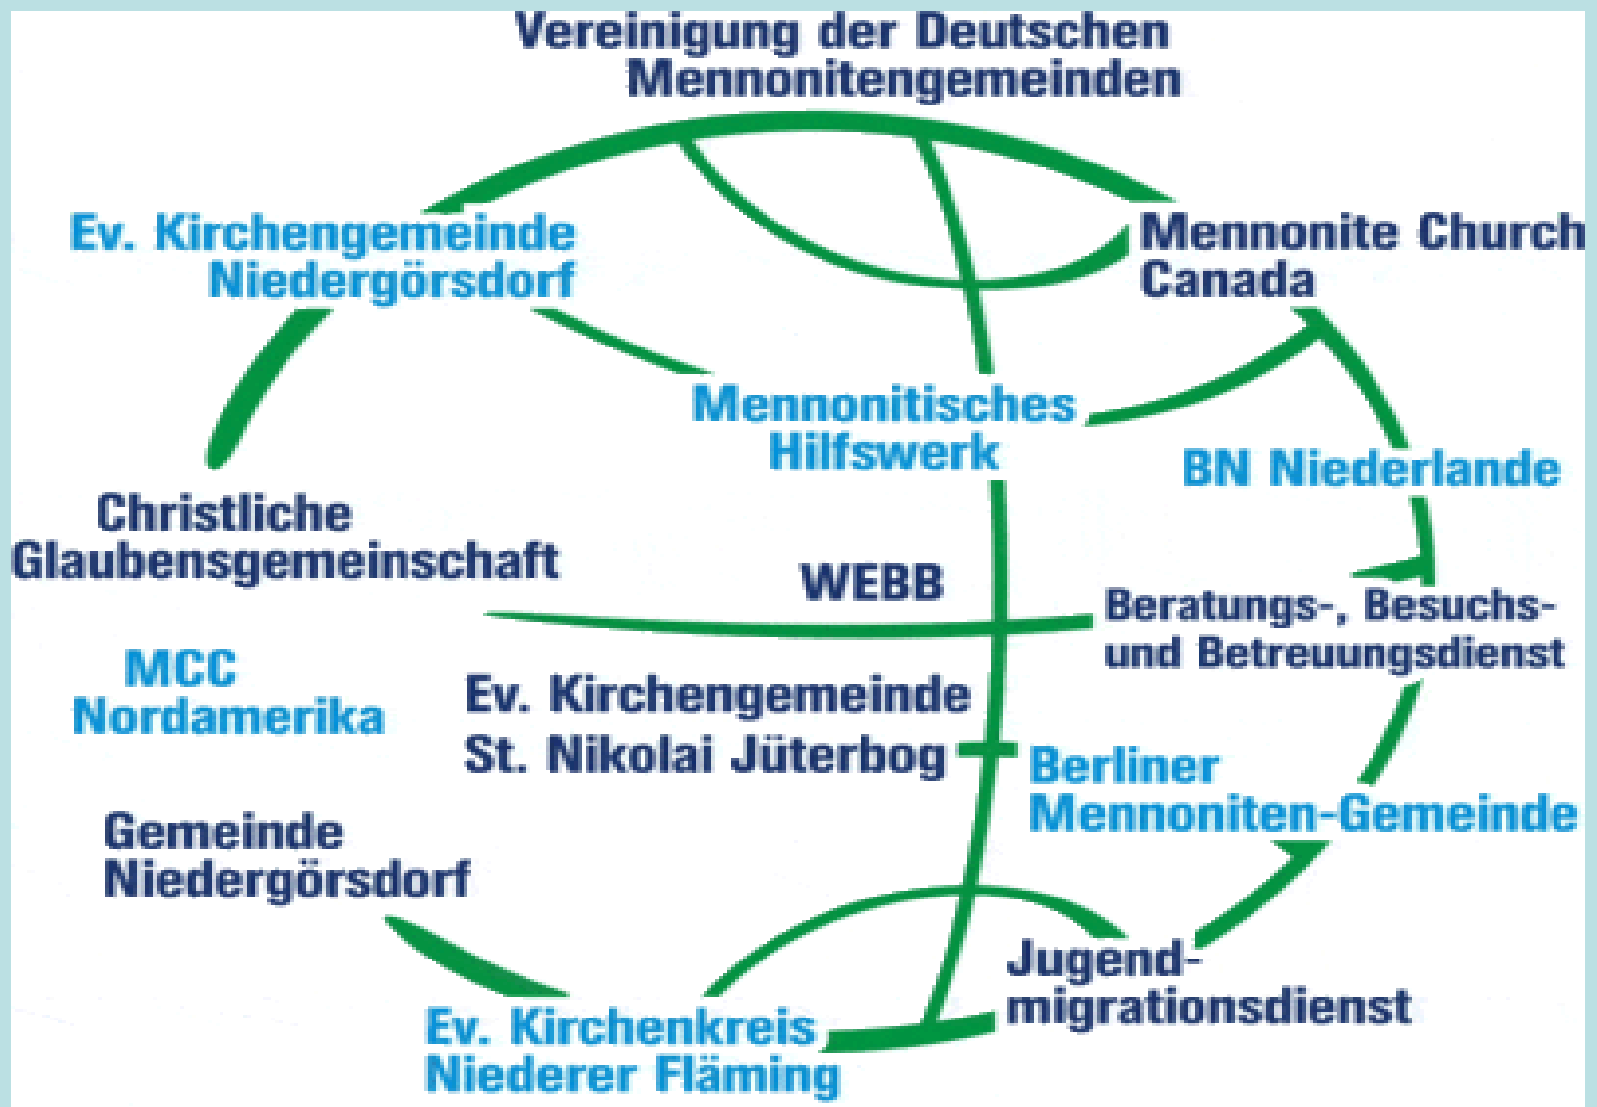 Vereinigung der Deutschen
Mennonitengemeinden
Ev. Kirchengemeinde
Niedergörsdorf
Mennonite Church
Canada
Mennonitisches
Hilfswerk
BN Niederlande
Christliche
Glaubensgemeinschaft
WEBB
Beratungs-, Besuchs-
und Betreuungsdienst
MCC
Nordamerika
Ev. Kirchengemeinde
St. Nikolai Jüterbog
Berliner
Mennoniten-Gemeinde
Gemeinde
Niedergörsdorf
Jugend-
migrationsdienst
Ev. Kirchenkreis
Niederer Fläming